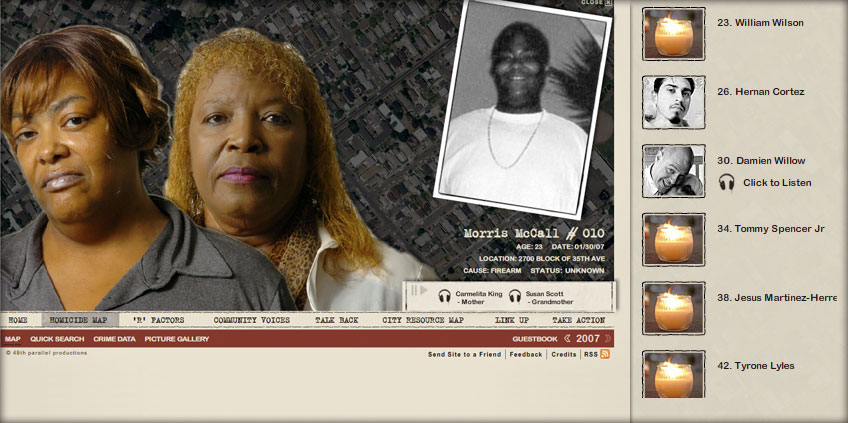 CLOSE X
Morris McCall // 010
AGE: 23 DATE: 01/30/07
LOCATION: 2700 BLOCK OF 35TH AVE
CAUSE: FIREARM STATUS: UNKNOWN
Carmelita King
- Mother
Susan Scott
- Grandmother
HOME HOMICIDE MAP 'R' FACTORS COMMUNITY VOICES TALK BACK CITY RESOURCE MAP LINK UP TAKE ACTION
MAP QUICK SEARCH CRIME DATA PICTURE GALLERY GUESTBOOK 2007
© 48th parallel productions
Send Site to a Friend Feedback Credits RSS
23. William Wilson
26. Hernan Cortez
30. Damien Willow
Click to Listen
34. Tommy Spencer Jr
38. Jesus Martinez-Herre
42. Tyrone Lyles